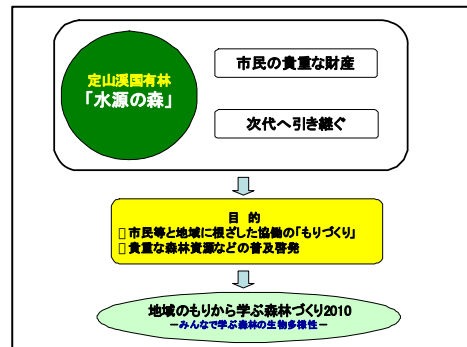 定山渓国有林
「水源の森」
市民の貴重な財産
次代へ引き継ぐ
目 的
□市民等と地域に根ざした協働の「もりづくり」
□貴重な森林資源などの普及啓発
地域のもりから学ぶ森林づくり2010
－みんなで学ぶ森林の生物多様性－